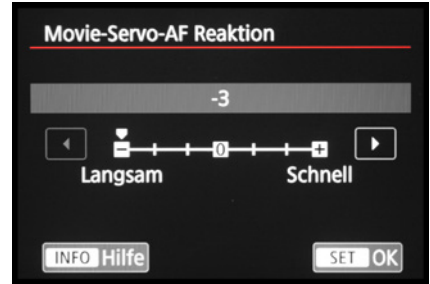 Movie-Servo-AF Reaktion
-3
- 0 +
Langsam Schnell
INFO Hilfe SET OK